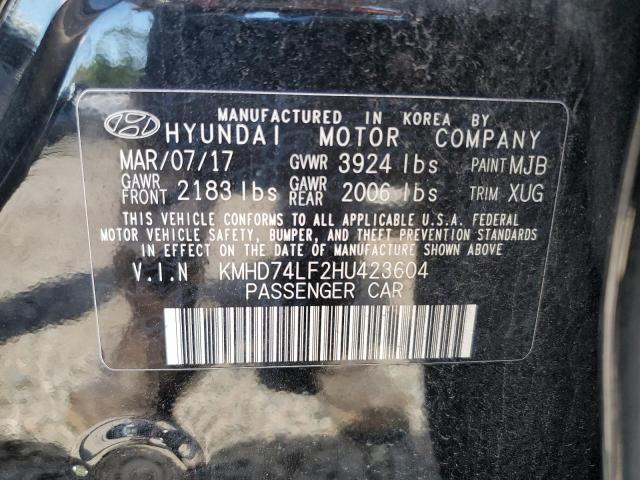 MANUFACTURED IN KOREA BY
HYUNDAI MOTOR COMPANY
MAR/07/17 GVWR 3924 lbs PAINT MJB
GAWR FRONT 2183 lbs GAWR REAR 2006 lbs TRIM XUG
THIS VEHICLE CONFORMS TO ALL APPLICABLE U.S.A. FEDERAL
MOTOR VEHICLE SAFETY, BUMPER, AND THEFT PREVENTION STANDARDS
IN EFFECT ON THE DATE OF MANUFACTURE SHOWN ABOVE.
V.I.N KMHD74LF2HU423604
PASSENGER CAR